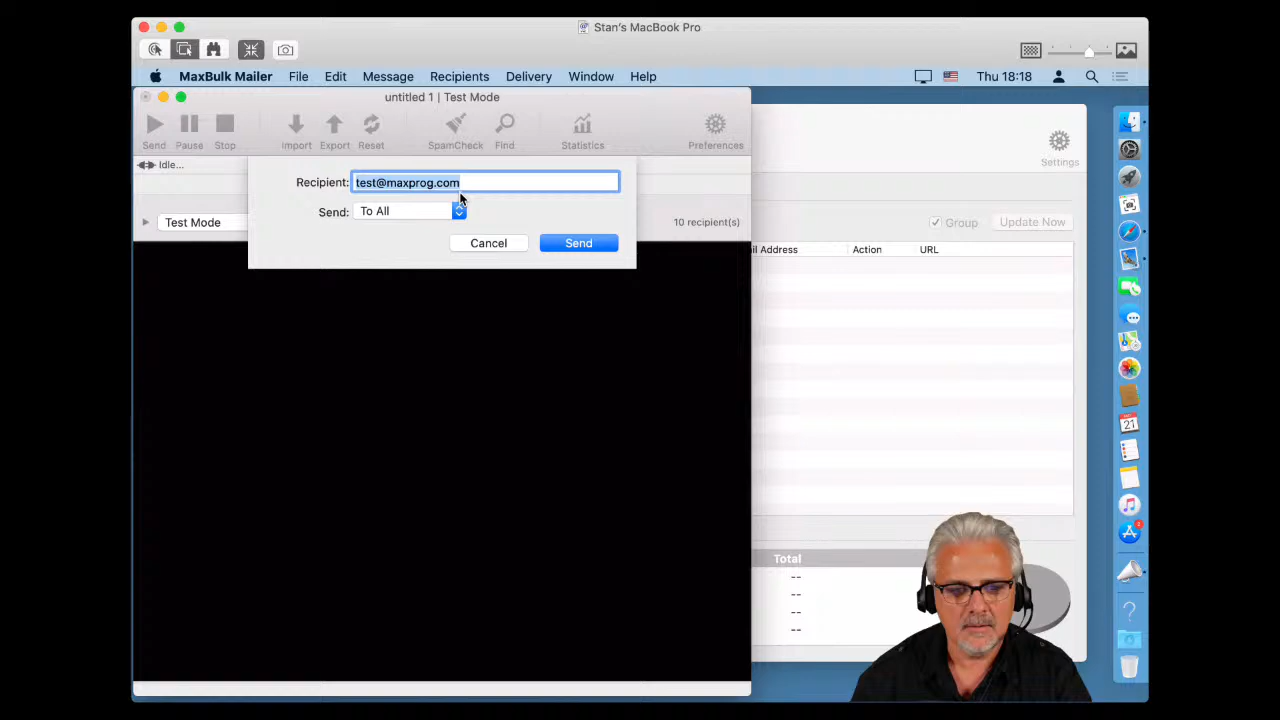 Stan's MacBook Pro
MaxBulk Mailer File Edit Message Recipients Delivery Window Help Thu 18:18
untitled 1 | Test Mode
Send Pause Stop Import Export Reset SpamCheck Find Statistics Preferences
Settings
Idle...
Recipient: test@maxprog.com
Send: To All
Test Mode 10 recipient(s) Group Update Now
Cancel Send
il Address Action URL
Total
--
--
--
--